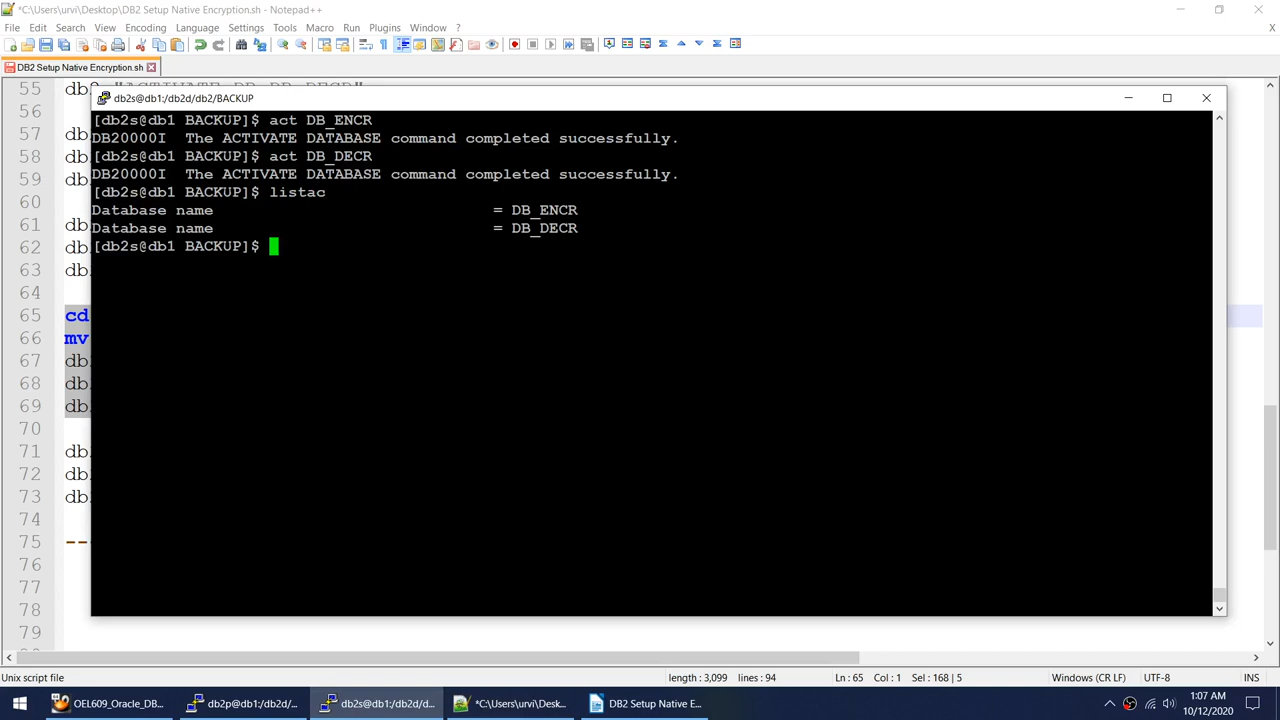 *C:\Users\urvi\Desktop\DB2 Setup Native Encryption.sh - Notepad++
File Edit Search View Encoding Language Settings Tools Macro Run Plugins Window ?
X
DB2 Setup Native Encryption.sh
55
56
57
58
59
60
61
62
63
64
65 cd
66 mv
67
68
69
70
71
72
73
74
75 --
76
77
78
79
db2s@db1:/db2d/db2/BACKUP
[db2s@db1 BACKUP]$ act DB_ENCR
DB20000I The ACTIVATE DATABASE command completed successfully.
[db2s@db1 BACKUP]$ act DB_DECR
DB20000I The ACTIVATE DATABASE command completed successfully.
[db2s@db1 BACKUP]$ listac
Database name = DB_ENCR
Database name = DB_DECR
[db2s@db1 BACKUP]$
Unix script file length : 3,099 lines : 94 Ln : 65 Col : 1 Sel : 168 | 5 Windows (CR LF) UTF-8 INS
OEL609_Oracle_DB... db2p@db1:/db2d/... db2s@db1:/db2d/d... *C:\Users\urvi\Desk... DB2 Setup Native E...
1:07 AM
10/12/2020